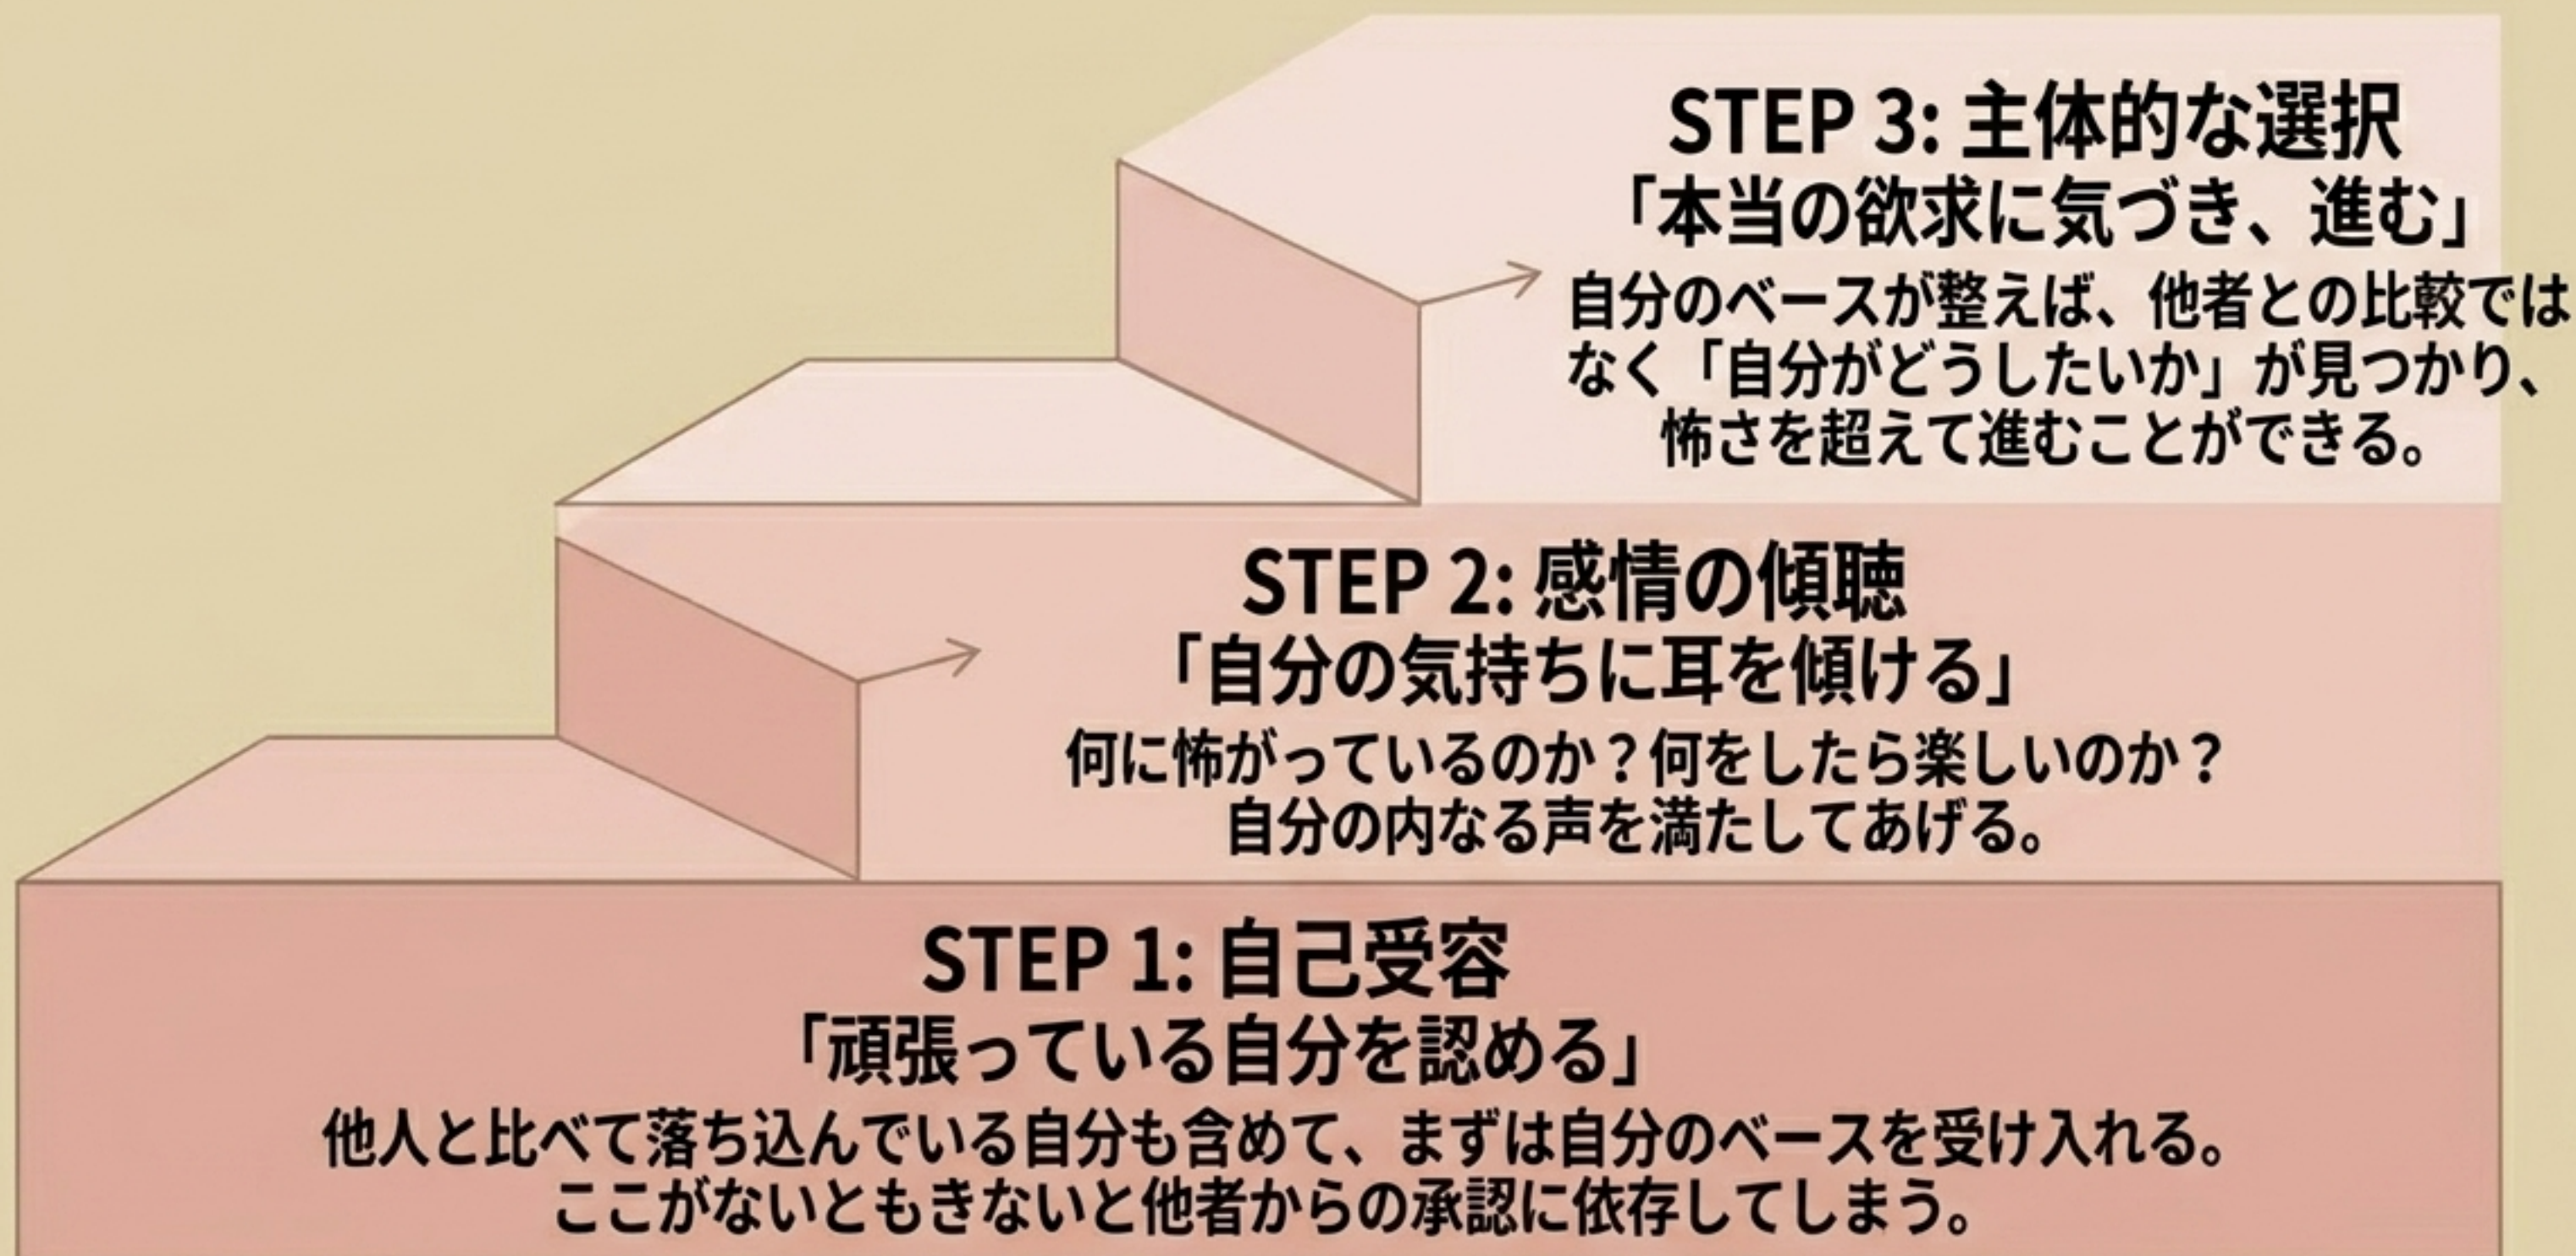 STEP 3: 主体的な選択
「本当の欲求に気づき、進む」
自分のベースが整えば、他者との比較では
なく「自分がどうしたいか」が見つかり、
怖さを超えて進むことができる。
STEP 2: 感情の傾聴
「自分の気持ちに耳を傾ける」
何に怖がっているのか？何をしたら楽しいのか？
自分の内なる声を満たしてあげる。
STEP 1: 自己受容
「頑張っている自分を認める」
他人と比べて落ち込んでいる自分も含めて、まずは自分のベースを受け入れる。
ここがないともきないと他者からの承認に依存してしまう。